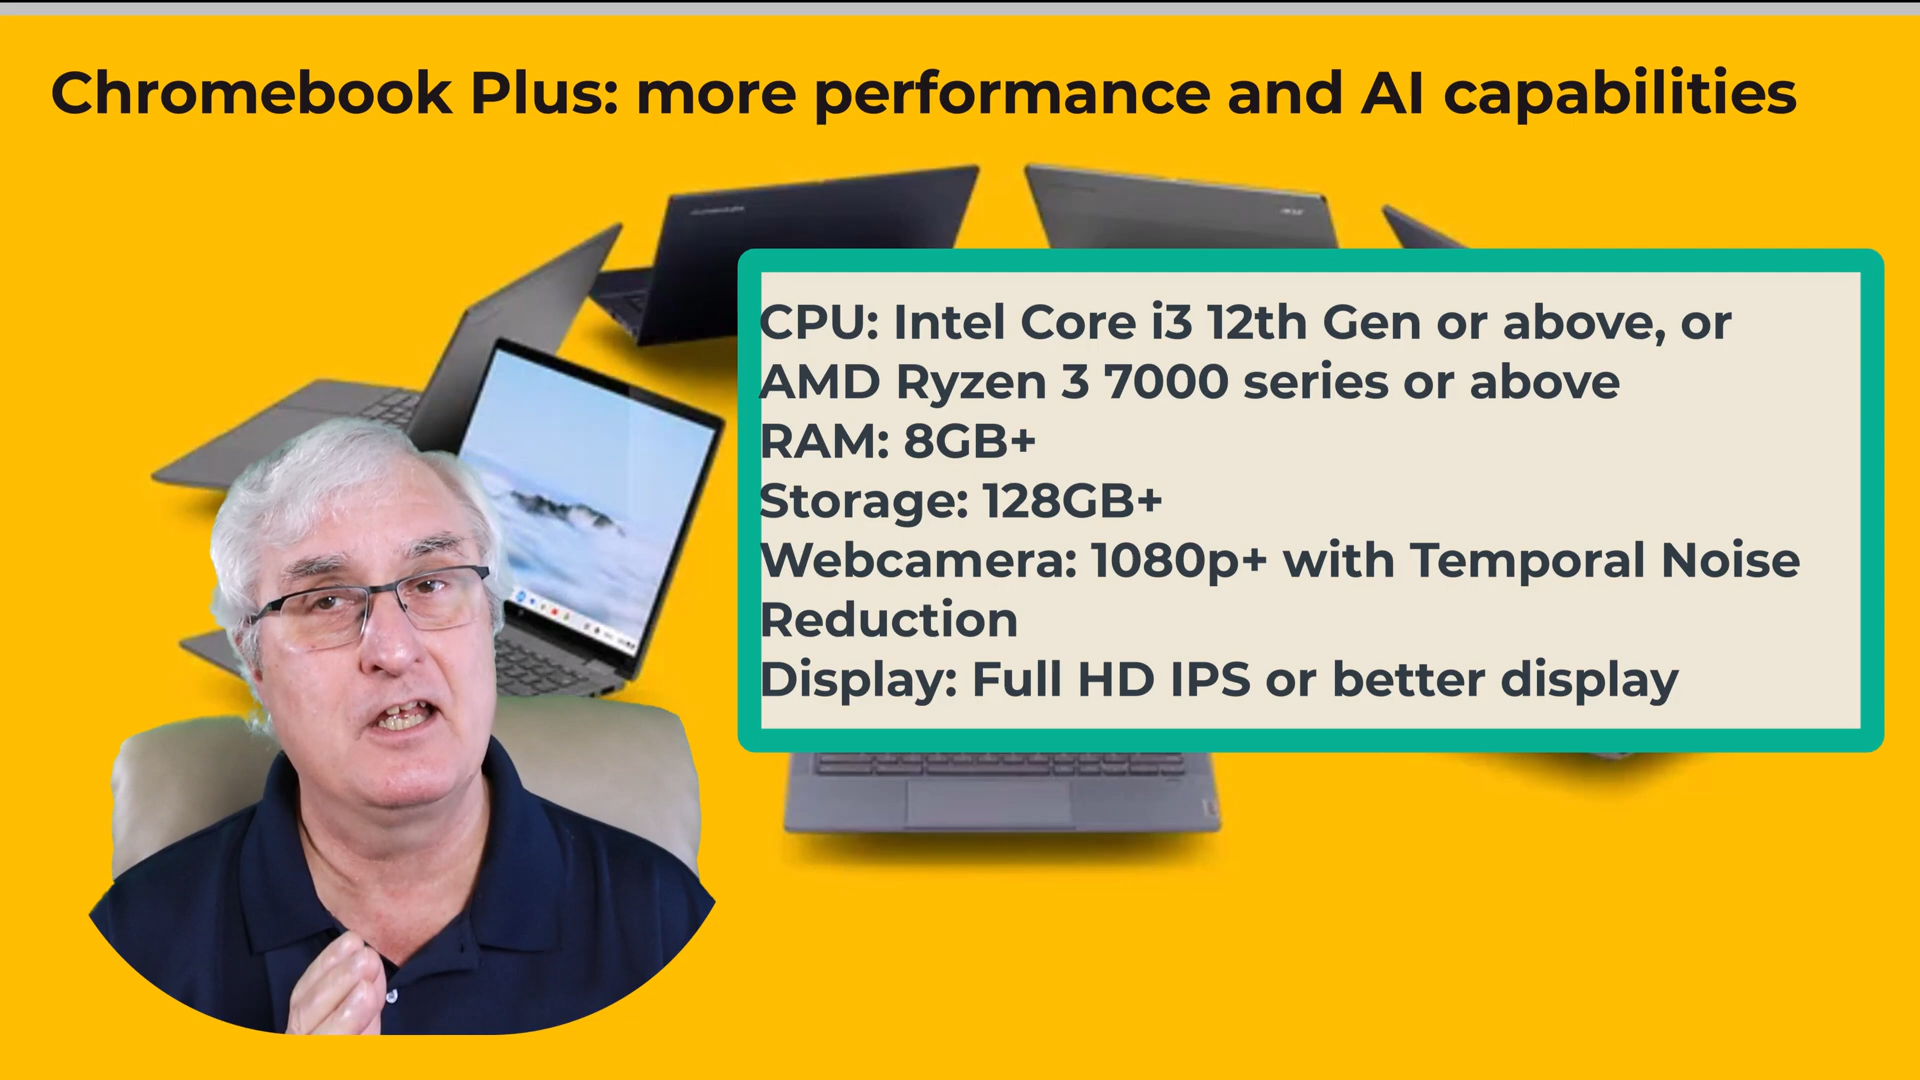 Chromebook Plus: more performance and AI capabilities
acer
CPU: Intel Core i3 12th Gen or above, or
AMD Ryzen 3 7000 series or above
RAM: 8GB+
Storage: 128GB+
Webcamera: 1080p+ with Temporal Noise
Reduction
Display: Full HD IPS or better display